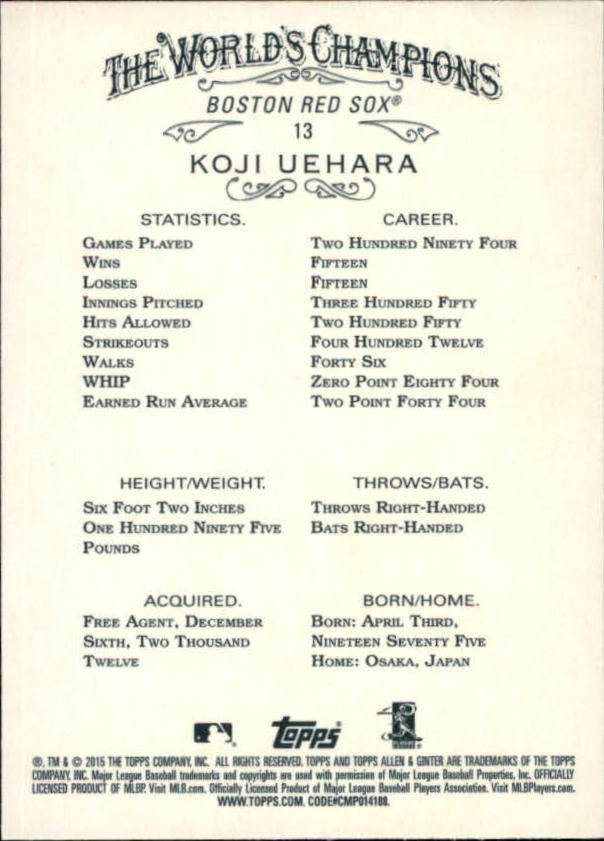 THE WORLD'S CHAMPIONS
BOSTON RED SOX®
13
KOJI UEHARA
STATISTICS. CAREER.
GAMES PLAYED TWO HUNDRED NINETY FOUR
WINS FIFTEEN
LOSSES FIFTEEN
INNINGS PITCHED THREE HUNDRED FIFTY
HITS ALLOWED TWO HUNDRED FIFTY
STRIKEOUTS FOUR HUNDRED TWELVE
WALKS FORTY SIX
WHIP ZERO POINT EIGHTY FOUR
EARNED RUN AVERAGE TWO POINT FORTY FOUR
HEIGHT/WEIGHT.
SIX FOOT TWO INCHES
ONE HUNDRED NINETY FIVE
POUNDS
THROWS/BATS.
THROWS RIGHT-HANDED
BATS RIGHT-HANDED
ACQUIRED.
FREE AGENT, DECEMBER
SIXTH, TWO THOUSAND
TWELVE
BORN/HOME.
BORN: APRIL THIRD,
NINETEEN SEVENTY FIVE
HOME: OSAKA, JAPAN
topps
®, TM & © 2015 THE TOPPS COMPANY, INC. ALL RIGHTS RESERVED. TOPPS AND TOPPS ALLEN & GINTER ARE TRADEMARKS OF THE TOPPS
COMPANY, INC. Major League Baseball trademarks and copyrights are used with permission of Major League Baseball Properties, Inc. OFFICIALLY
LICENSED PRODUCT OF MLBP. Visit MLB.com. Officially Licensed Product of Major League Baseball Players Association. Visit MLBPlayers.com.
WWW.TOPPS.COM. CODE#CMP014188.